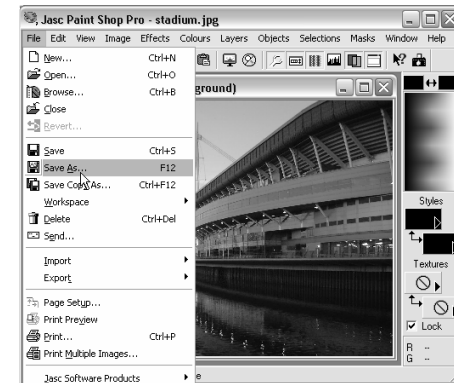 Jasc Paint Shop Pro - stadium.jpg
File Edit View Image Effects Colours Layers Objects Selections Masks Window Help
New... Ctrl+N
Open... Ctrl+O
Browse... Ctrl+B
Close
Revert...
Save Ctrl+S
Save As... F12
Save Copy As... Ctrl+F12
Workspace
Delete Ctrl+Del
Send...
Import
Export
Page Setup...
Print Preview
Print... Ctrl+P
Print Multiple Images...
Jasc Software Products
ground)
Styles
Textures
Lock
R --
G --
e